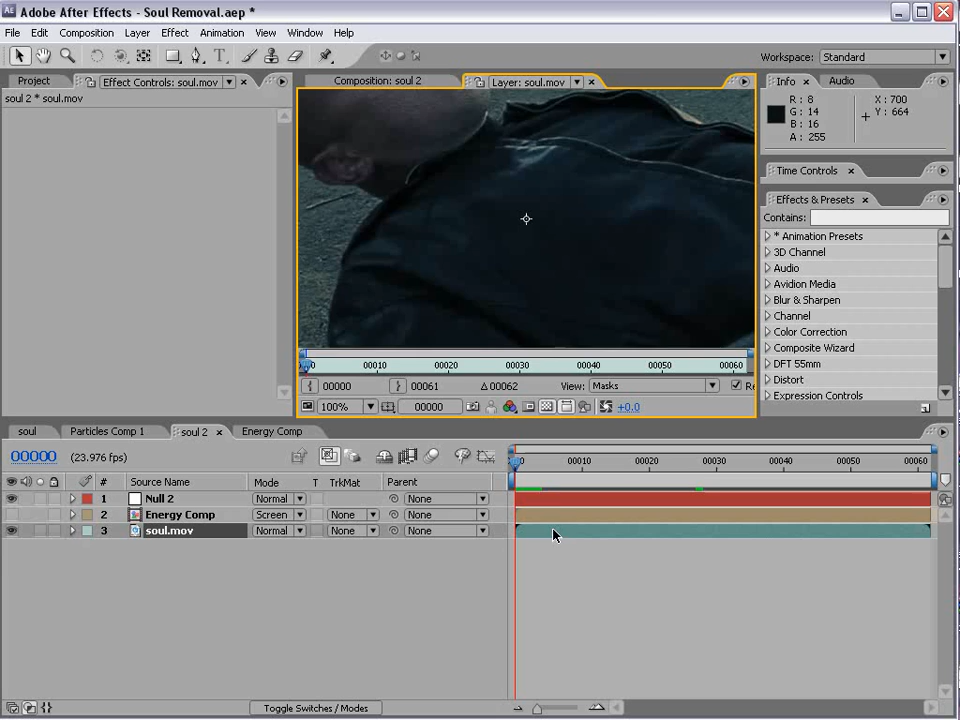 Adobe After Effects - Soul Removal.aep *
File Edit Composition Layer Effect Animation View Window Help
Workspace: Standard
Project Effect Controls: soul.mov
soul 2 * soul.mov
Composition: soul 2 Layer: soul.mov
Info Audio
R: 8 X: 700
G: 14 Y: 664
B: 16
A: 255
Time Controls
Effects & Presets
Contains:
* Animation Presets
3D Channel
Audio
Avidion Media
Blur & Sharpen
Channel
Color Correction
Composite Wizard
DFT 55mm
Distort
Expression Controls
00010 00020 00030 00040 00050 00060
00000 00061 Δ 00062 View: Masks Re
100% 00000 +0.0
soul Particles Comp 1 soul 2 Energy Comp
00000 (23.976 fps)
00010 00020 00030 00040 00050 00060
# Source Name Mode T TrkMat Parent
1 Null 2 Normal None
2 Energy Comp Screen None None
3 soul.mov Normal None None
Toggle Switches / Modes